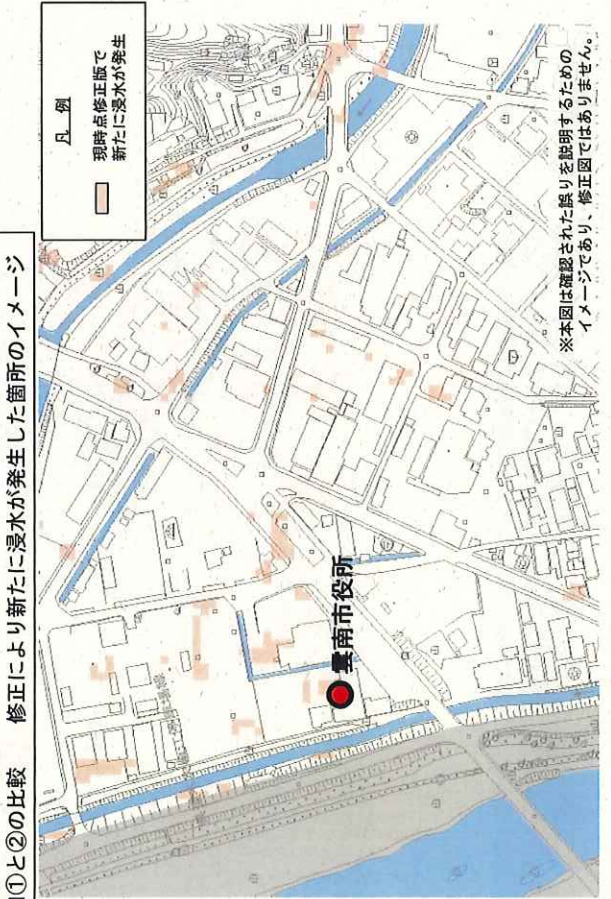 ①と②の比較 修正により新たに浸水が発生した箇所のイメージ
凡 例
現時点修正版で
新たに浸水が発生
雲南市役所
※本図は確認された誤りを説明するための
イメージであり、修正図ではありません。